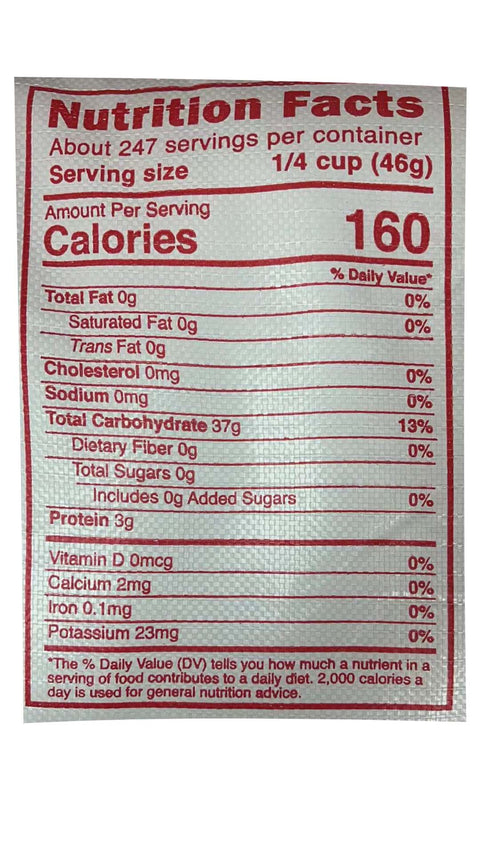 Nutrition Facts
About 247 servings per container
Serving size 1/4 cup (46g)
Amount Per Serving
Calories 160
% Daily Value*
Total Fat 0g 0%
Saturated Fat 0g 0%
Trans Fat 0g
Cholesterol 0mg 0%
Sodium 0mg 0%
Total Carbohydrate 37g 13%
Dietary Fiber 0g 0%
Total Sugars 0g
Includes 0g Added Sugars 0%
Protein 3g
Vitamin D 0mcg 0%
Calcium 2mg 0%
Iron 0.1mg 0%
Potassium 23mg 0%
*The % Daily Value (DV) tells you how much a nutrient in a
serving of food contributes to a daily diet. 2,000 calories a
day is used for general nutrition advice.